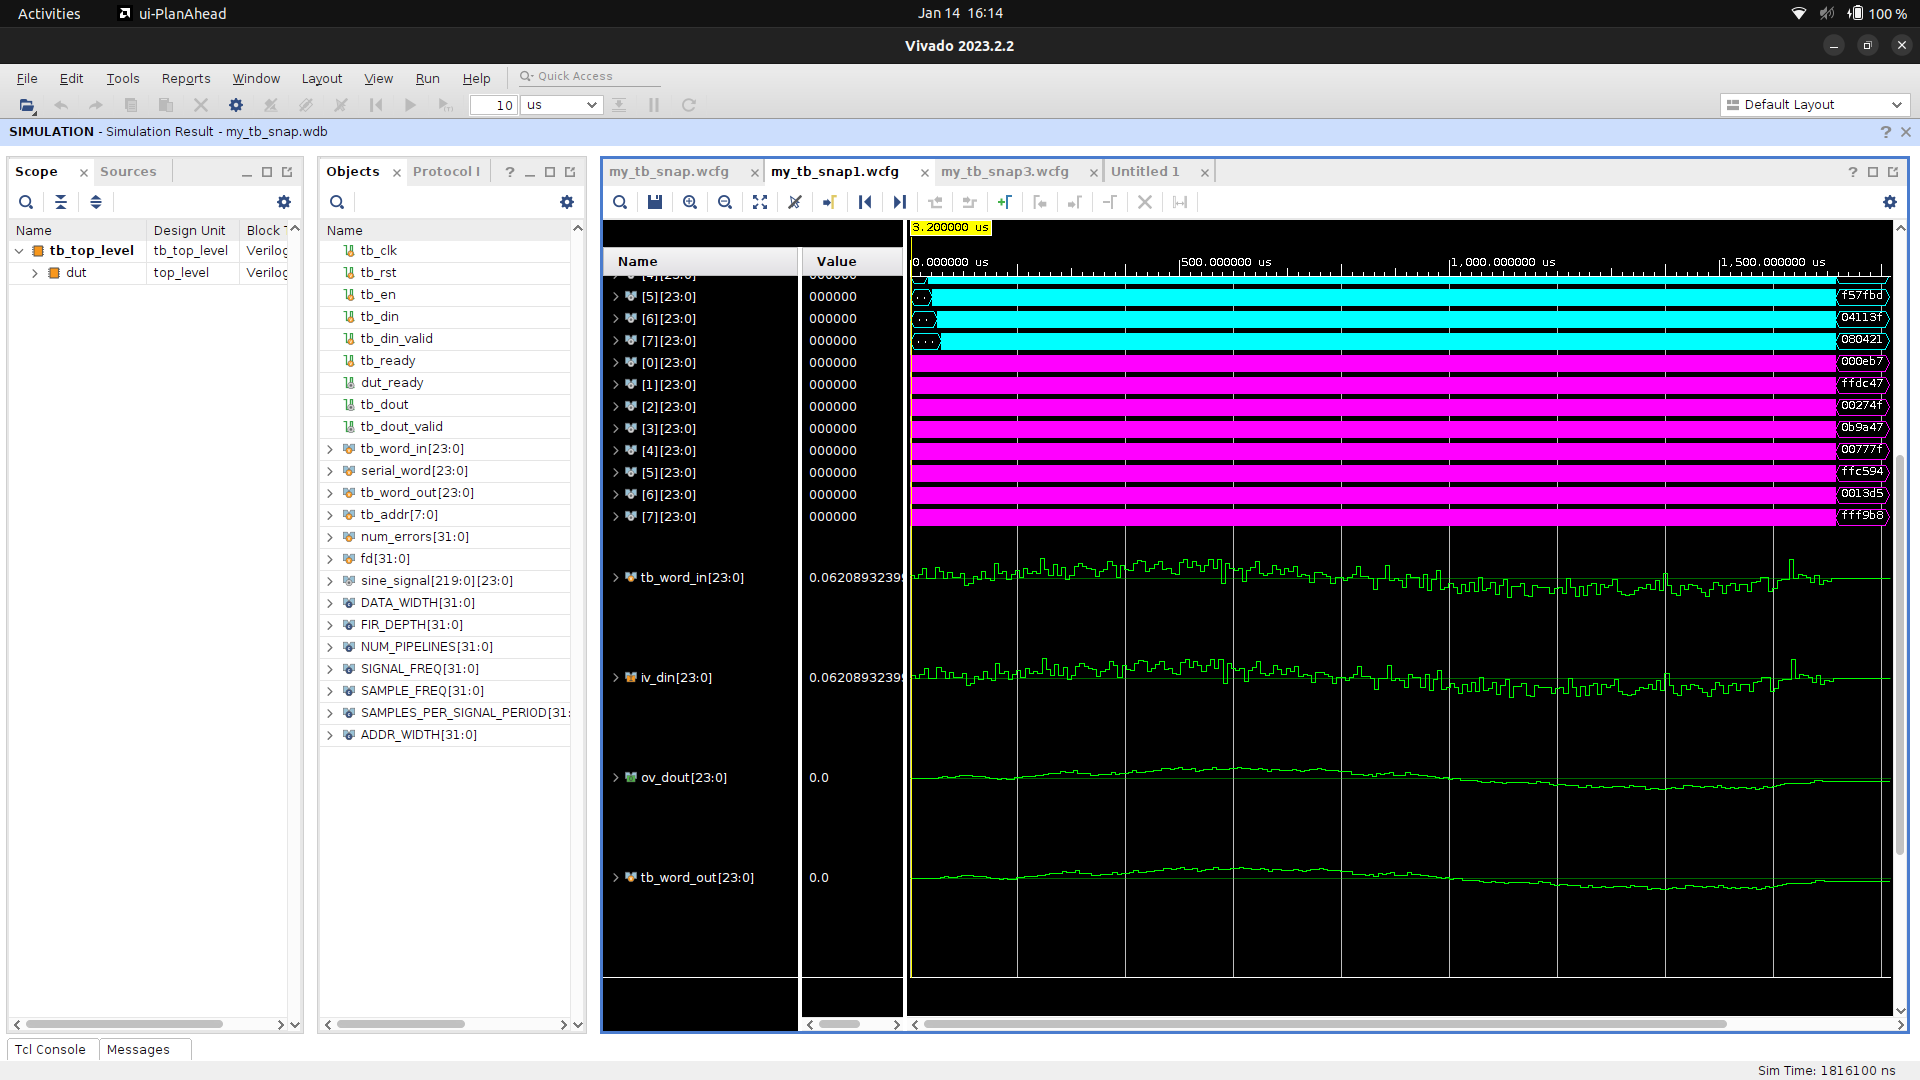 Activities ui-PlanAhead Jan 14 16:14 100 %
Vivado 2023.2.2
File Edit Tools Reports Window Layout View Run Help Quick Access
10 us Default Layout
SIMULATION - Simulation Result - my_tb_snap.wdb
Scope Sources
Name Design Unit Block T
tb_top_level tb_top_level Verilog
dut top_level Verilog
Objects Protocol I
Name
tb_clk
tb_rst
tb_en
tb_din
tb_din_valid
tb_ready
dut_ready
tb_dout
tb_dout_valid
tb_word_in[23:0]
serial_word[23:0]
tb_word_out[23:0]
tb_addr[7:0]
num_errors[31:0]
fd[31:0]
sine_signal[219:0][23:0]
DATA_WIDTH[31:0]
FIR_DEPTH[31:0]
NUM_PIPELINES[31:0]
SIGNAL_FREQ[31:0]
SAMPLE_FREQ[31:0]
SAMPLES_PER_SIGNAL_PERIOD[31:
ADDR_WIDTH[31:0]
my_tb_snap.wcfg my_tb_snap1.wcfg my_tb_snap3.wcfg Untitled 1
3.200000 us
Name Value 0.000000 us 500.000000 us 1,000.000000 us 1,500.000000 us
[4][23:0] 000000
[5][23:0] 000000 .. f57fbd
[6][23:0] 000000 .. 04113f
[7][23:0] 000000 ... 080421
[0][23:0] 000000 000eb7
[1][23:0] 000000 ffdc47
[2][23:0] 000000 00274f
[3][23:0] 000000 0b9a47
[4][23:0] 000000 00777f
[5][23:0] 000000 ffc594
[6][23:0] 000000 0013d5
[7][23:0] 000000 fff9b8
tb_word_in[23:0] 0.0620893239
iv_din[23:0] 0.0620893239
ov_dout[23:0] 0.0
tb_word_out[23:0] 0.0
Tcl Console Messages
Sim Time: 1816100 ns